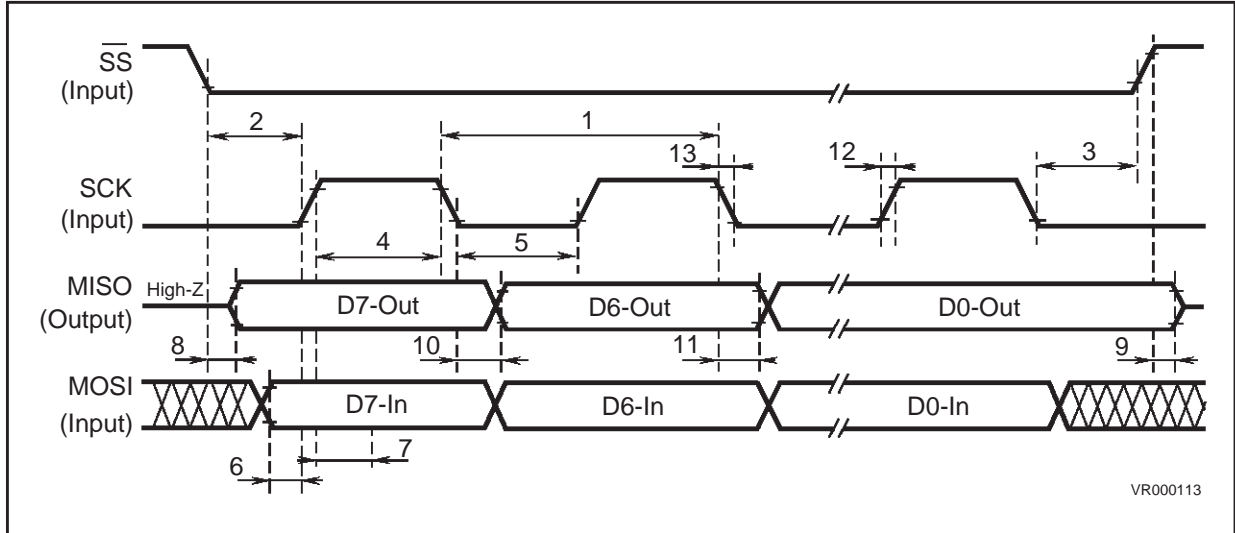 SS
(Input)
2
1
13
12
3
SCK
(Input)
4
5
MISO
High-Z
(Output)
D7-Out
D6-Out
D0-Out
8
10
11
9
MOSI
(Input)
D7-In
D6-In
D0-In
7
6
VR000113